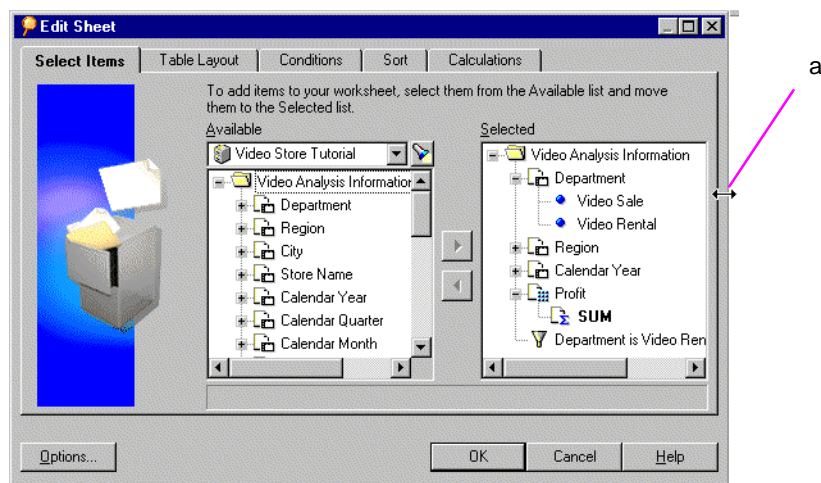 Edit Sheet
Select Items
Table Layout
Conditions
Sort
Calculations
To add items to your worksheet, select them from the Available list and move
them to the Selected list.
Available
Video Store Tutorial
Video Analysis Information
Department
Region
City
Store Name
Calendar Year
Calendar Quarter
Calendar Month
Selected
Video Analysis Information
Department
Video Sale
Video Rental
Region
Calendar Year
Profit
SUM
Department is Video Ren
Options...
OK
Cancel
Help
a